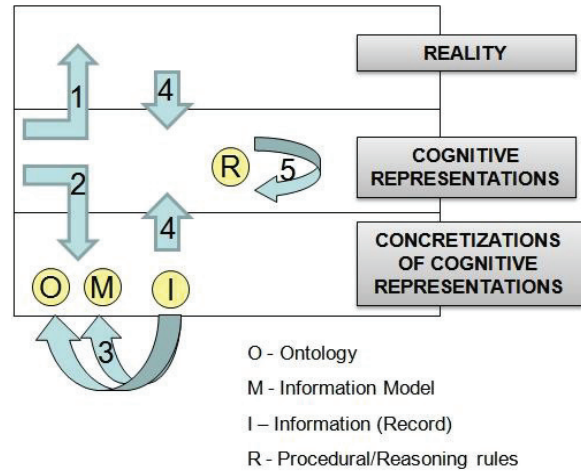 REALITY
1
4
COGNITIVE
REPRESENTATIONS
R
5
2
4
CONCRETIZATIONS
OF COGNITIVE
REPRESENTATIONS
O M I
3
O - Ontology
M - Information Model
I – Information (Record)
R - Procedural/Reasoning rules